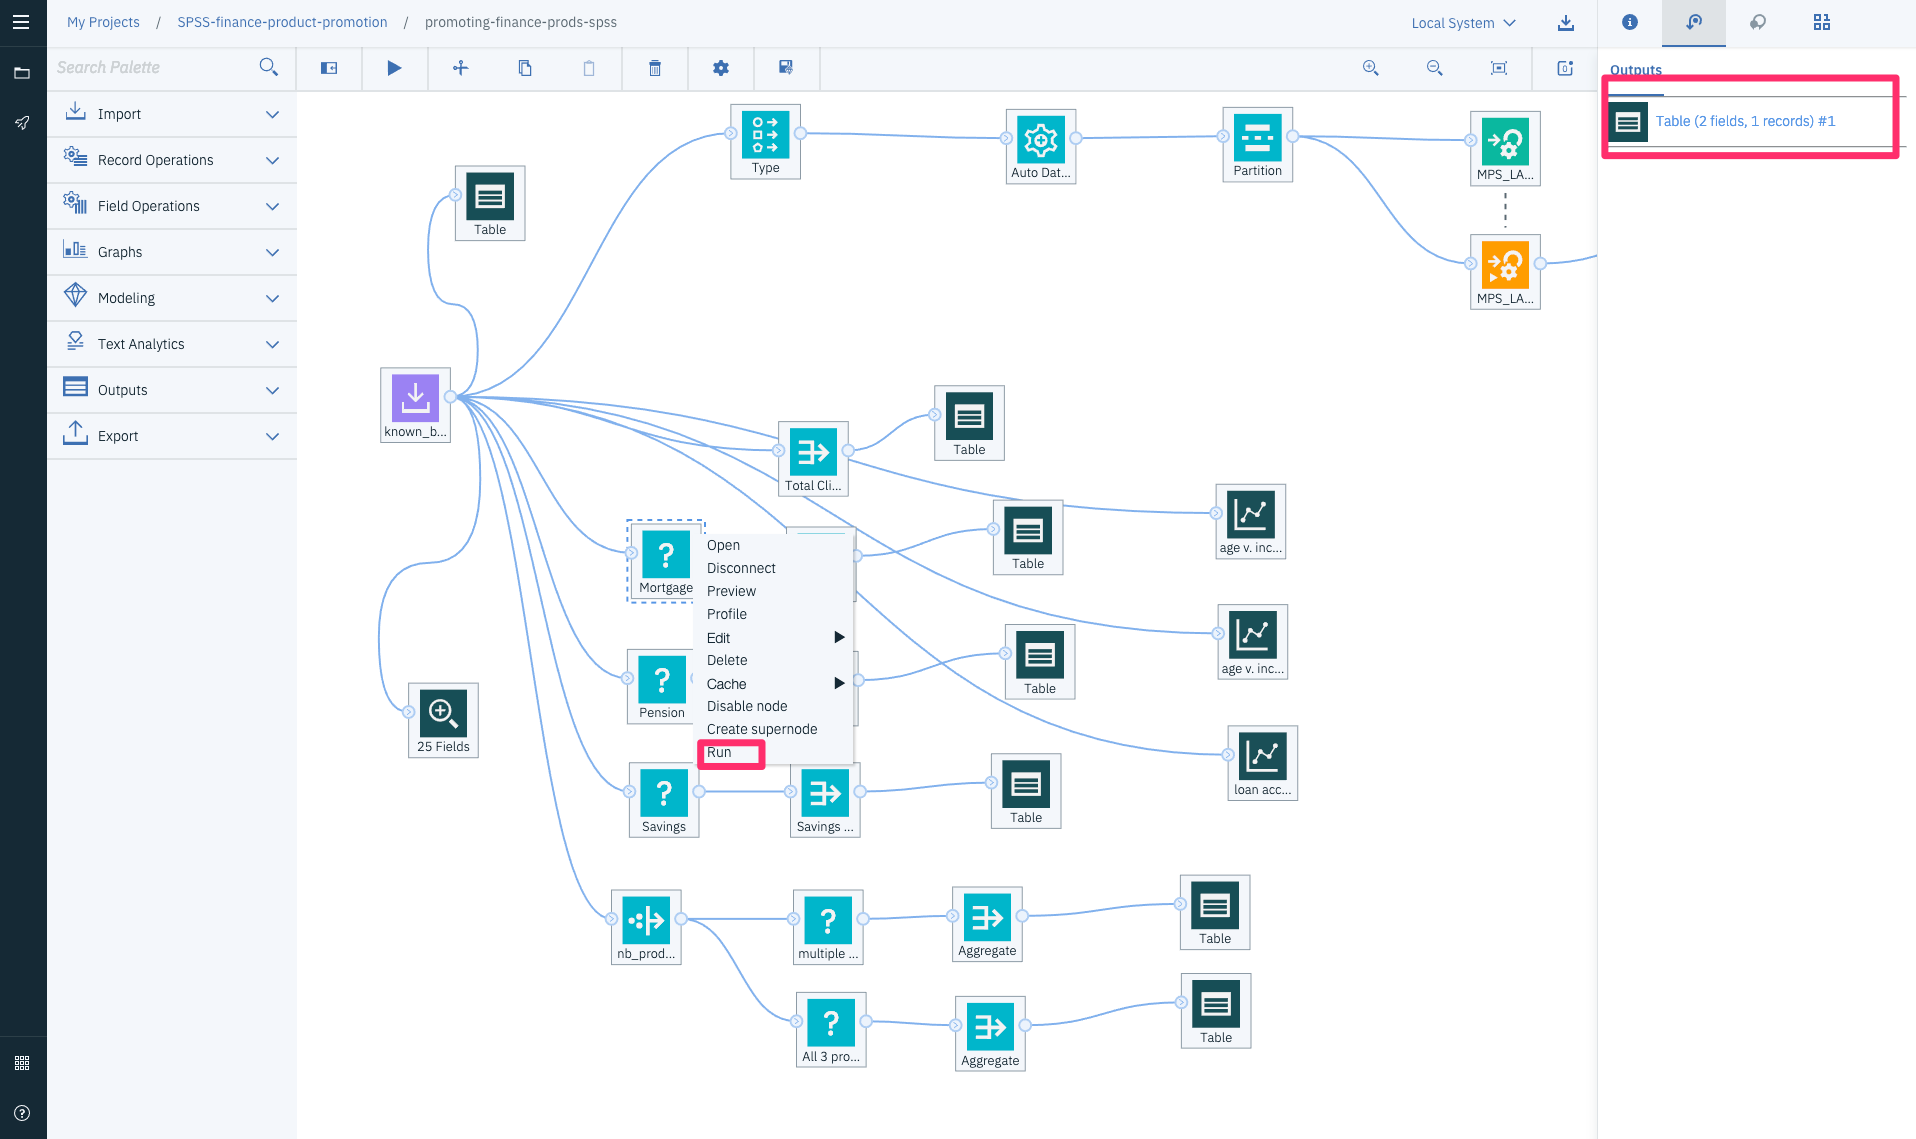 My Projects / SPSS-finance-product-promotion / promoting-finance-prods-spss
Local System
Search Palette
Import
Record Operations
Field Operations
Graphs
Modeling
Text Analytics
Outputs
Export
Outputs
Table (2 fields, 1 records) #1
Type
Auto Dat...
Partition
MPS_LA...
Table
MPS_LA...
known_b...
Table
Total Cli...
age v. inc...
Table
Mortgage
Open
Disconnect
Preview
Profile
Edit
Delete
Cache
Disable node
Create supernode
Run
age v. inc...
Table
Pension
25 Fields
loan acc...
Table
Savings
Savings ...
nb_prod...
multiple ...
Aggregate
Table
All 3 pro...
Aggregate
Table